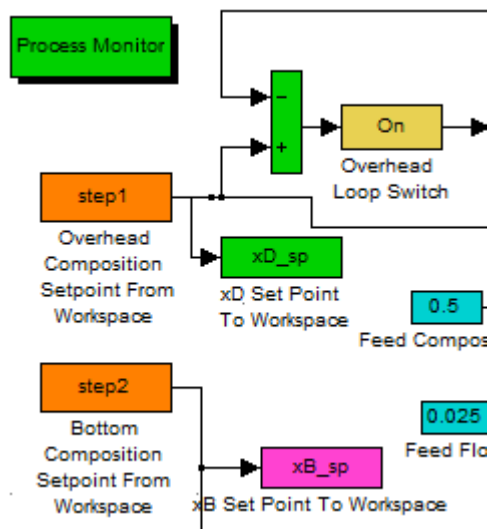 Process Monitor
−
+
On
Overhead
Loop Switch
step1
Overhead
Composition
Setpoint From
Workspace
xD_sp
xD Set Point
To Workspace
0.5
Feed Compos
step2
Bottom
Composition
Setpoint From
Workspace
0.025
Feed Flo
xB_sp
xB Set Point To Workspace